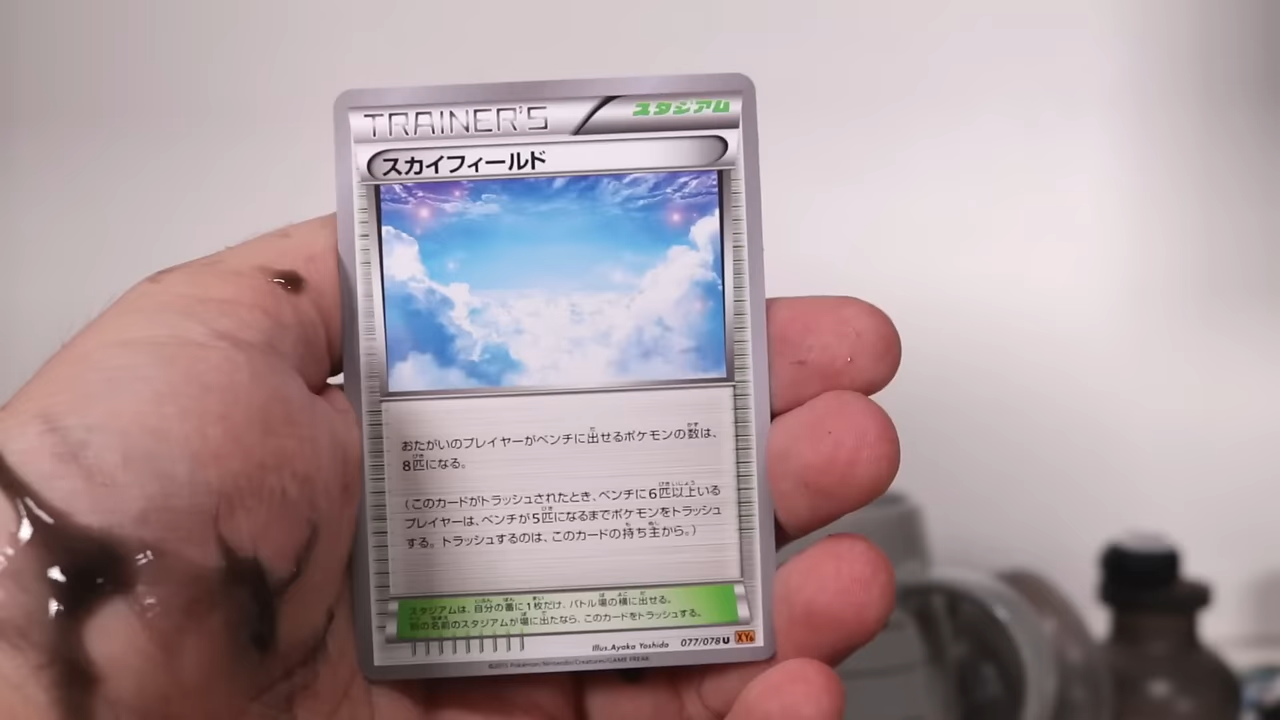 TRAINER'S
スタジアム
スカイフィールド
おたがいのプレイヤーがベンチに出せるポケモンの数は、
8匹になる。
(このカードがトラッシュされたとき、ベンチに6匹以上いる
プレイヤーは、ベンチが5匹になるまでポケモンをトラッシュ
する。トラッシュするのは、このカードの持ち主から。)
スタジアムは、自分の番に1枚だけ、バトル場の横に出せる。
別の名前のスタジアムが場に出たなら、このカードをトラッシュする。
Illus.Ayaka Yoshida 077/078 U XY6
©2015 Pokémon/Nintendo/Creatures/GAME FREAK